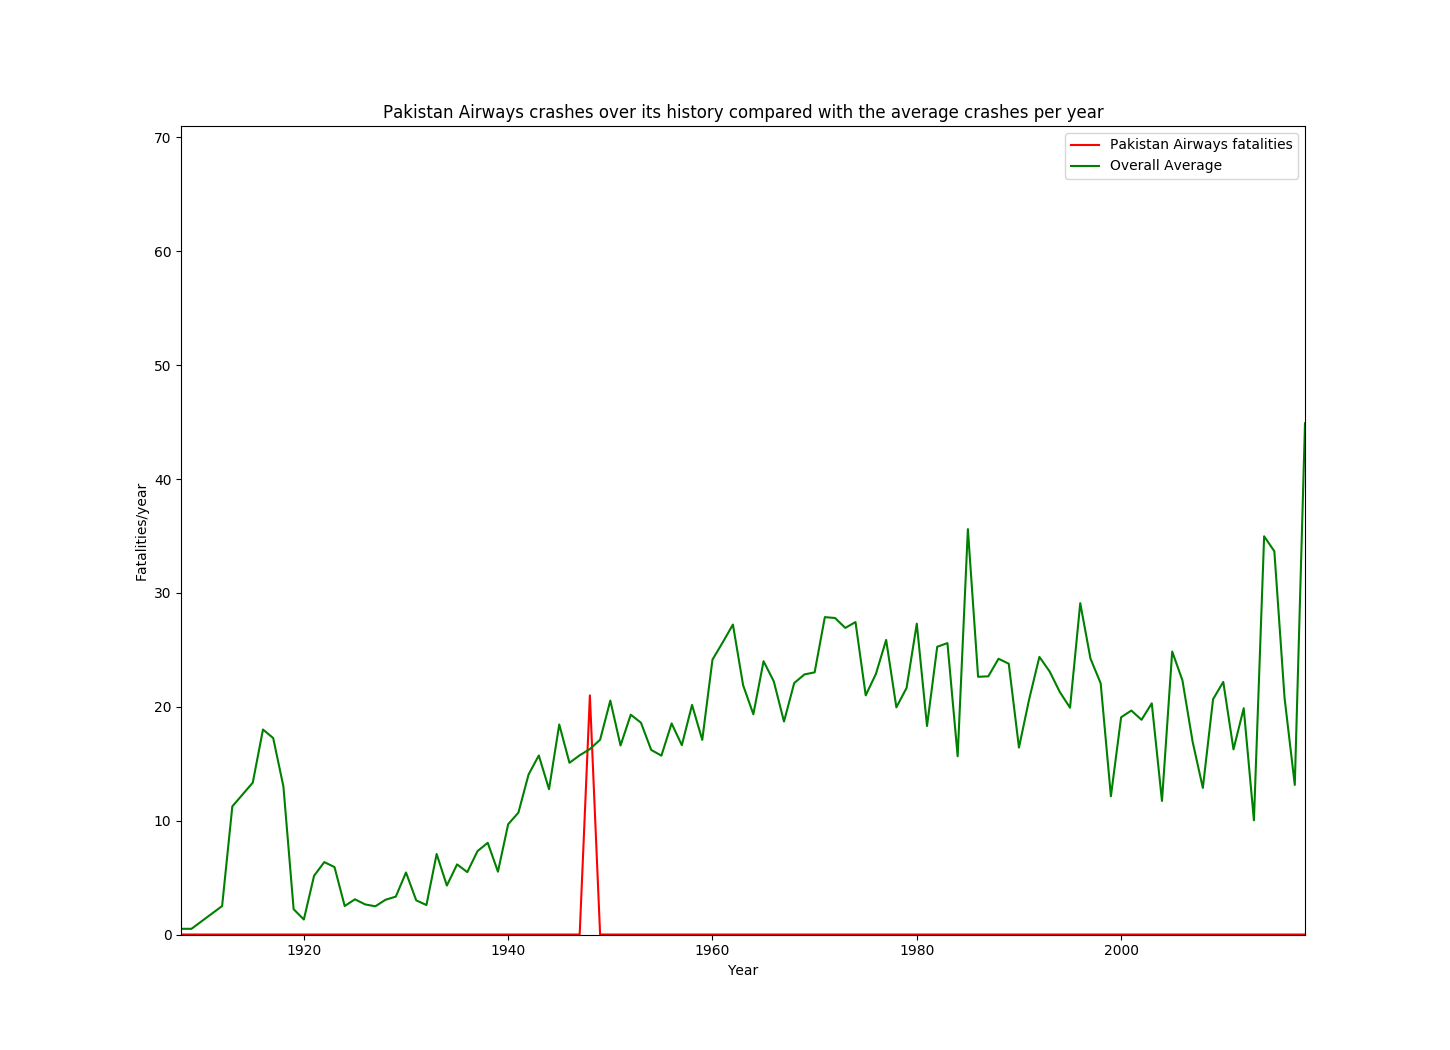 Pakistan Airways crashes over its history compared with the average crashes per year
70
60
50
40
30
20
10
0
Fatalities/year
Pakistan Airways fatalities
Overall Average
1920
1940
1960
1980
2000
Year